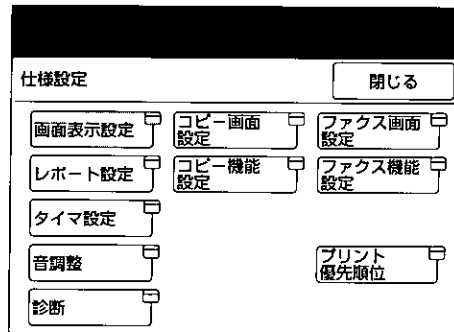 仕様設定
閉じる
画面表示設定
コピー画面
設定
ファクス画面
設定
レポート設定
コピー機能
設定
ファクス機能
設定
タイマ設定
音調整
プリント
優先順位
診断